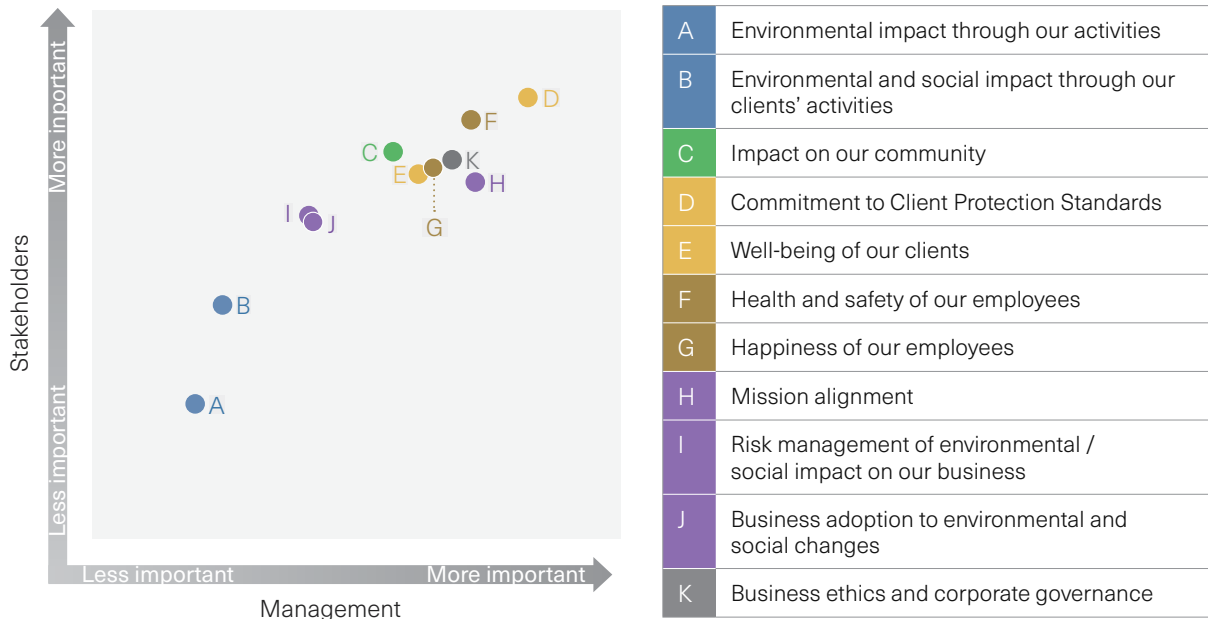 More inportant
Stakeholders
Less important
Less important
More important
Management
D
F
C
K
E
H
G
I
J
B
A
A Environmental impact through our activities
B Environmental and social impact through our
clients’ activities
C Impact on our community
D Commitment to Client Protection Standards
E Well-being of our clients
F Health and safety of our employees
G Happiness of our employees
H Mission alignment
I Risk management of environmental /
social impact on our business
J Business adoption to environmental and
social changes
K Business ethics and corporate governance